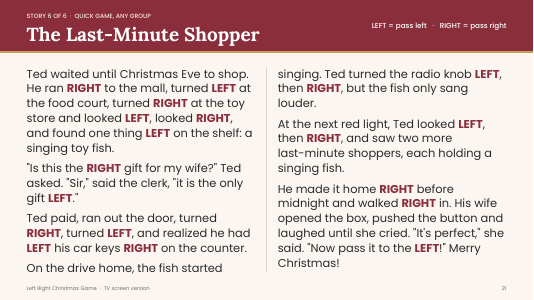 STORY 6 OF 6 · QUICK GAME, ANY GROUP
The Last-Minute Shopper
LEFT = pass left · RIGHT = pass right
Ted waited until Christmas Eve to shop.
He ran RIGHT to the mall, turned LEFT at
the food court, turned RIGHT at the toy
store and looked LEFT, looked RIGHT,
and found one thing LEFT on the shelf: a
singing toy fish.
"Is this the RIGHT gift for my wife?" Ted
asked. "Sir," said the clerk, "it is the only
gift LEFT."
Ted paid, ran out the door, turned
RIGHT, turned LEFT, and realized he had
LEFT his car keys RIGHT on the counter.
On the drive home, the fish started
singing. Ted turned the radio knob LEFT,
then RIGHT, but the fish only sang
louder.
At the next red light, Ted looked LEFT,
then RIGHT, and saw two more
last-minute shoppers, each holding a
singing fish.
He made it home RIGHT before
midnight and walked RIGHT in. His wife
opened the box, pushed the button and
laughed until she cried. "It's perfect," she
said. "Now pass it to the LEFT!" Merry
Christmas!
Left Right Christmas Game · TV screen version
21